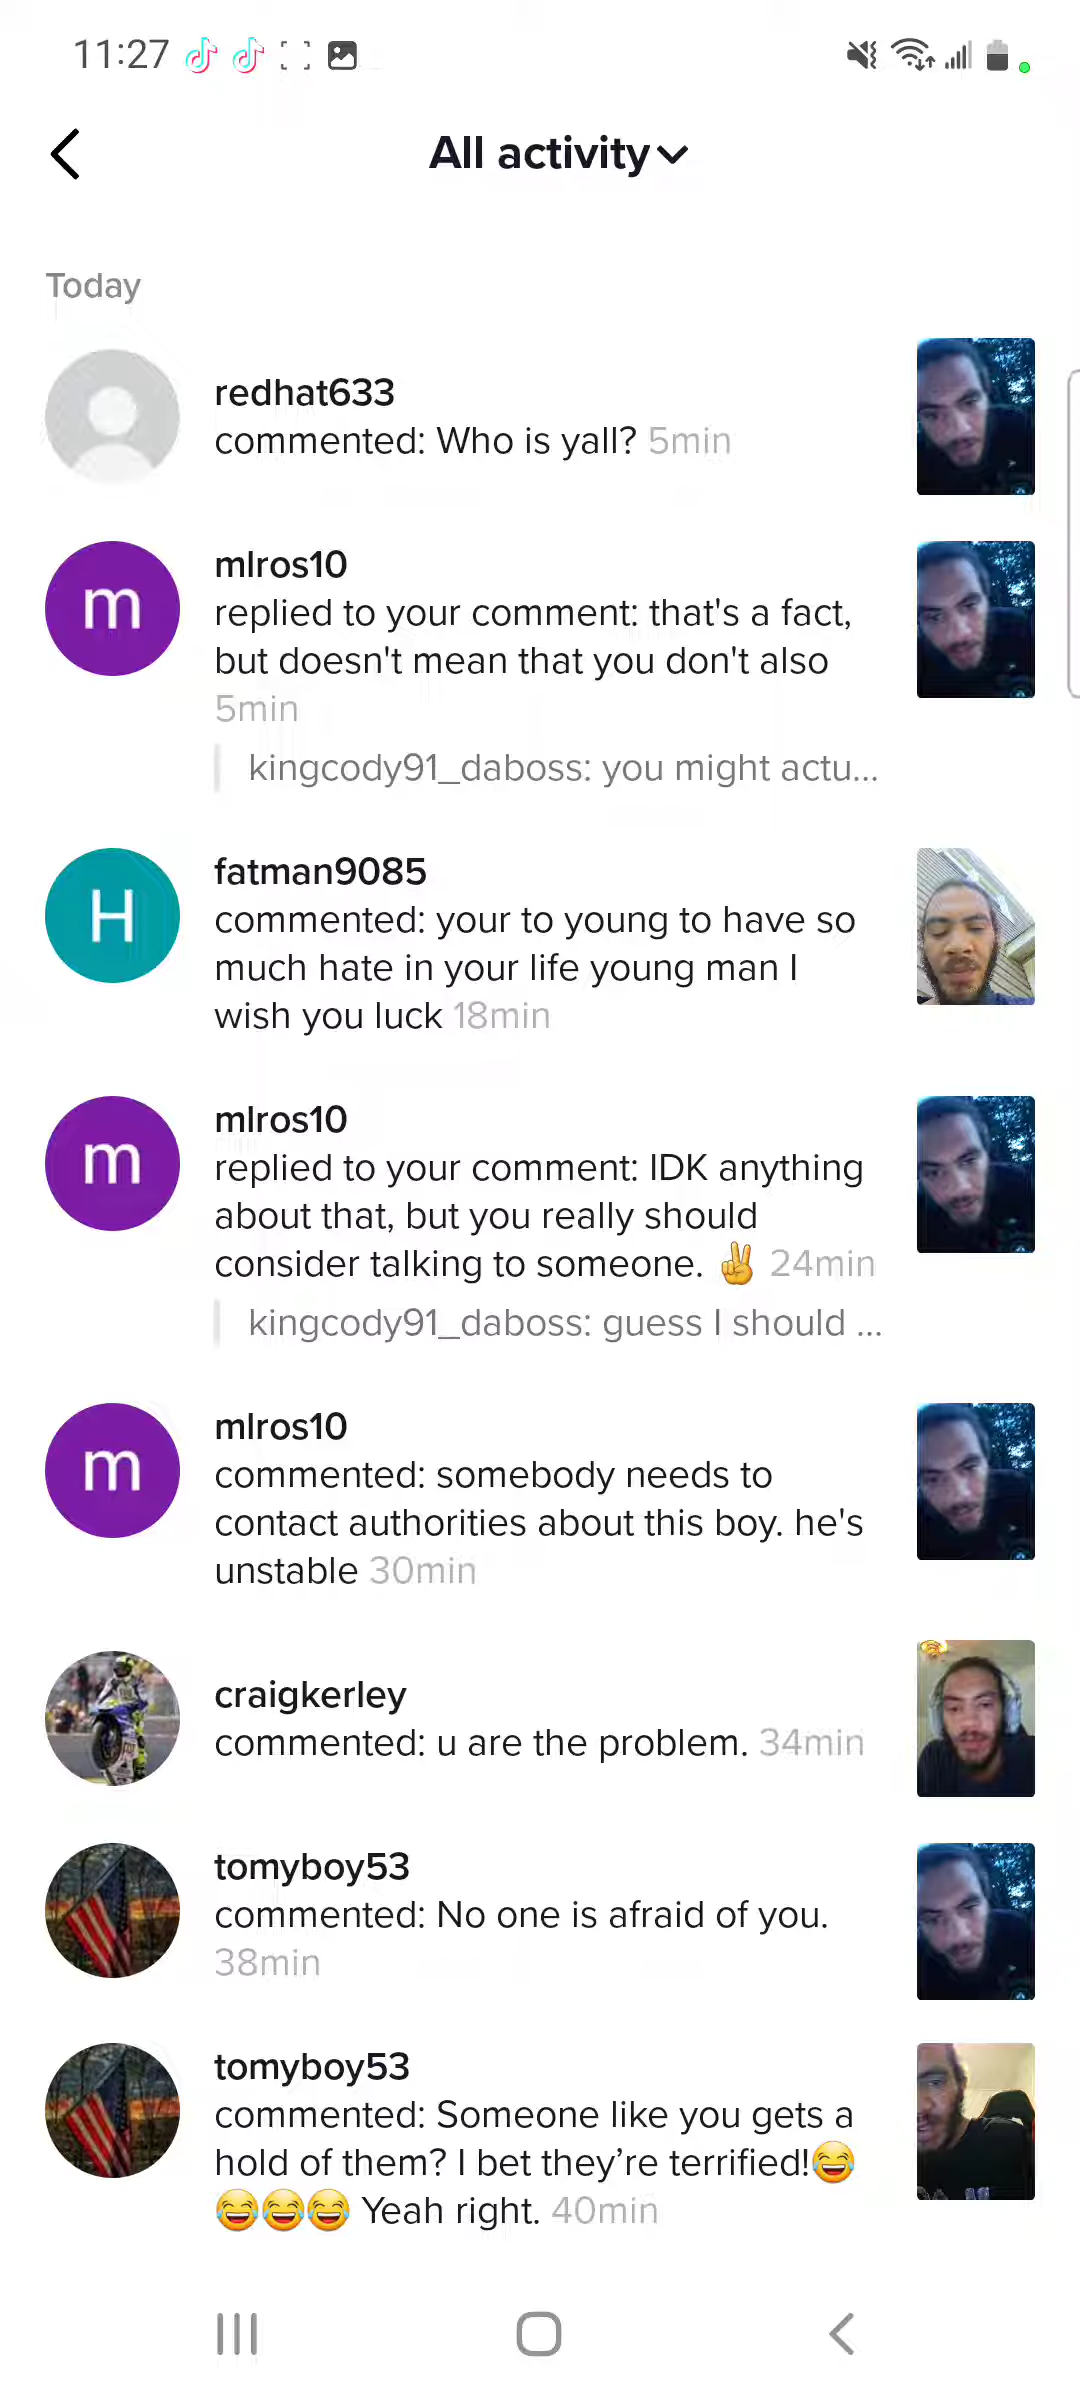 11:27
All activity
Today
redhat633
commented: Who is yall? 5min
m
mlros10
replied to your comment: that's a fact,
but doesn't mean that you don't also
5min
kingcody91_daboss: you might actu...
H
fatman9085
commented: your to young to have so
much hate in your life young man I
wish you luck 18min
m
mlros10
replied to your comment: IDK anything
about that, but you really should
consider talking to someone. ✌️ 24min
kingcody91_daboss: guess I should ...
m
mlros10
commented: somebody needs to
contact authorities about this boy. he's
unstable 30min
craigkerley
commented: u are the problem. 34min
tomyboy53
commented: No one is afraid of you.
38min
tomyboy53
commented: Someone like you gets a
hold of them? I bet they’re terrified!😂
😂😂😂 Yeah right. 40min